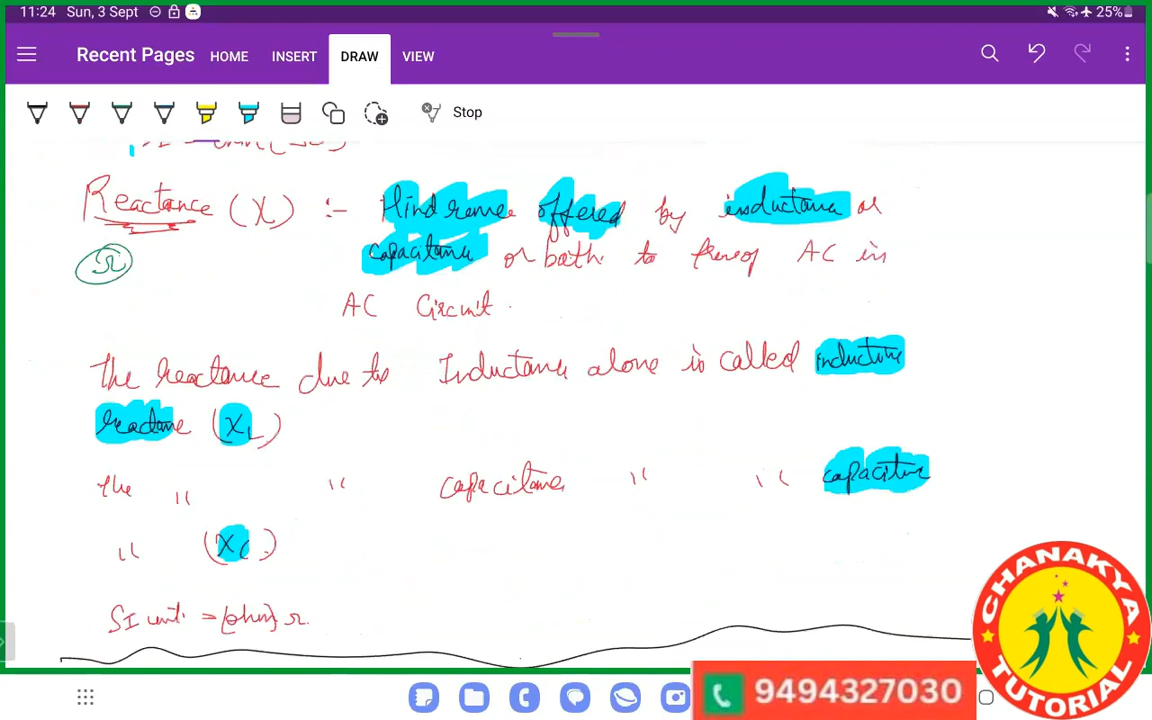 11:24 Sun, 3 Sept 25%
Recent Pages HOME INSERT DRAW VIEW
Stop
Reactance (X) :- Hindrance offered by inductance or
Ω capacitance or both to flow of AC in
AC Circuit.
The reactance due to Inductance alone is called inductive
reactance (XL)
The " " capacitance " " capacitive
" (XC)
SI unit → {ohm} Ω.
CHANAKYA
TUTORIAL
9494327030